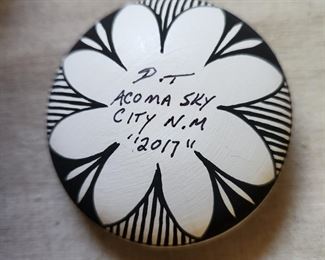 D.T
ACOMA SKY
CITY N.M
"2017"